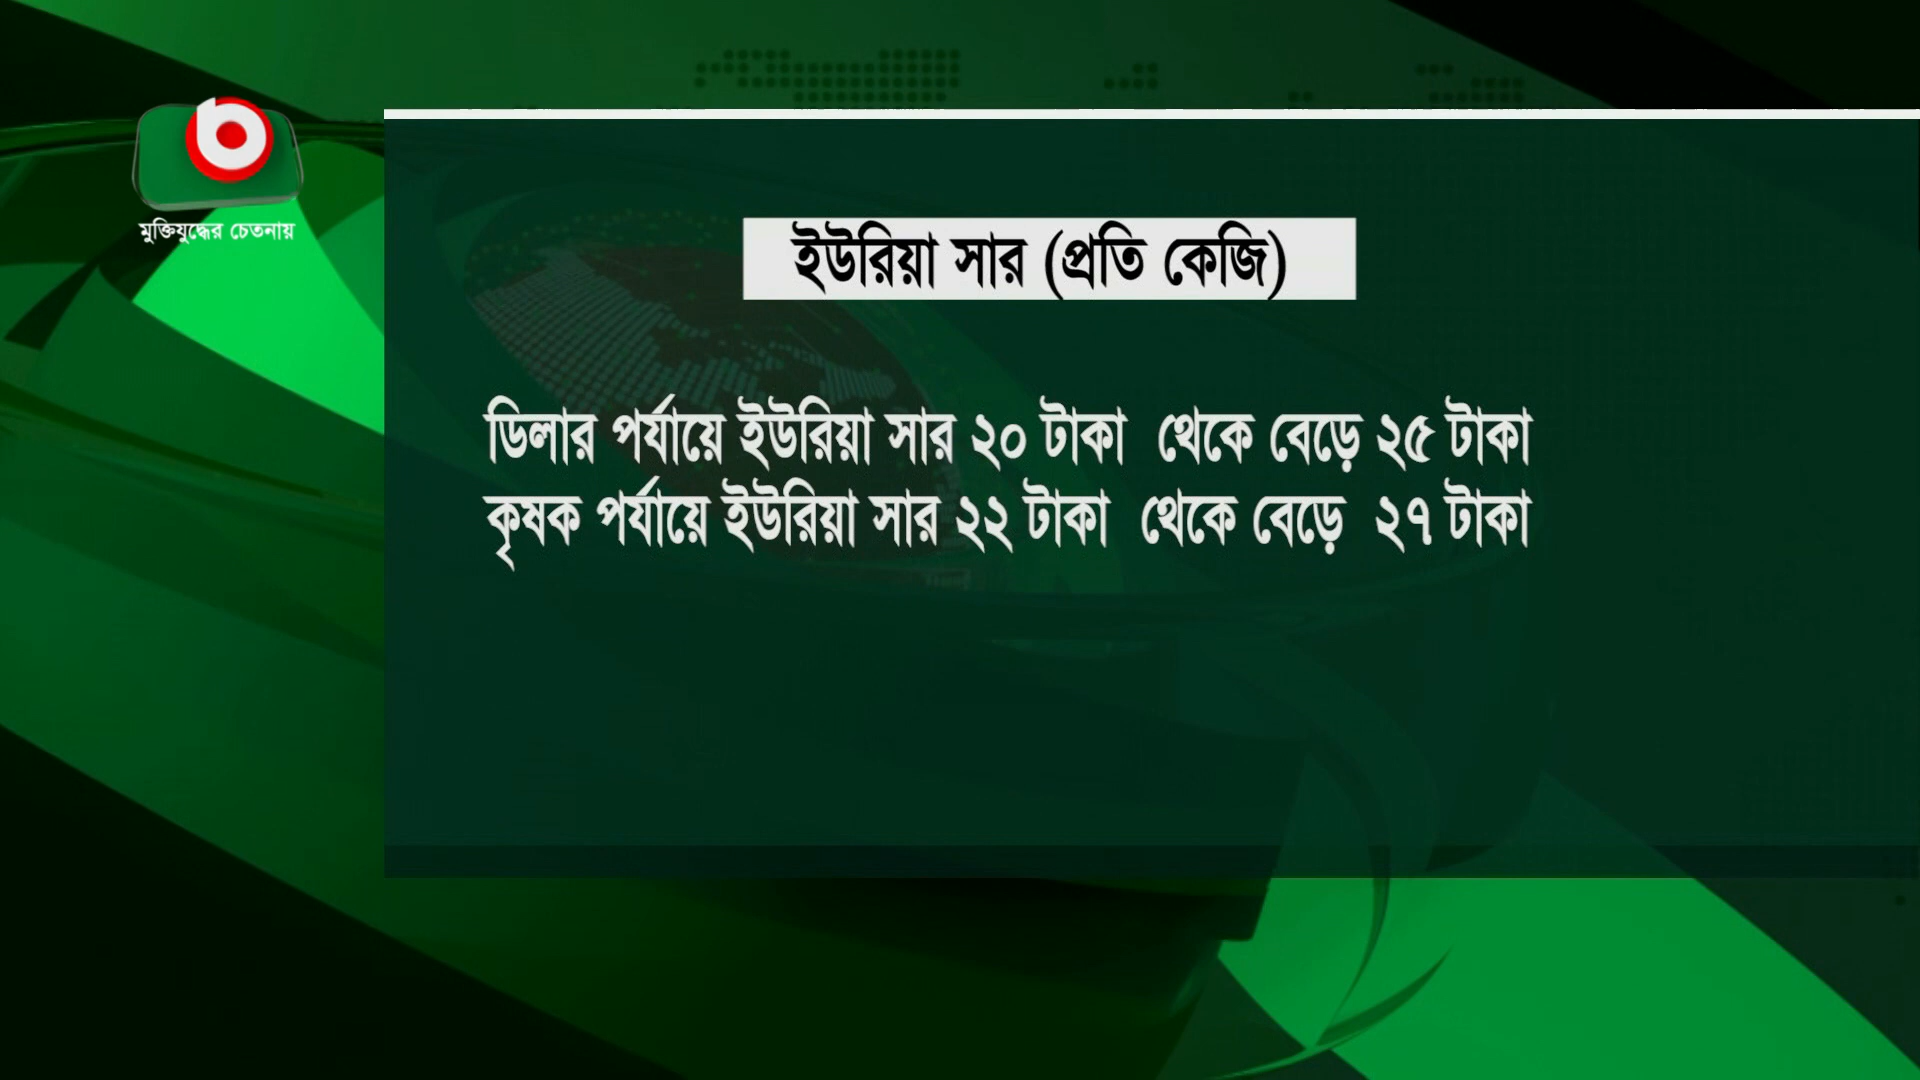 মুক্তিযুদ্ধের চেতনায়
ইউরিয়া সার (প্রতি কেজি)
ডিলার পর্যায়ে ইউরিয়া সার ২০ টাকা থেকে বেড়ে ২৫ টাকা
কৃষক পর্যায়ে ইউরিয়া সার ২২ টাকা থেকে বেড়ে ২৭ টাকা